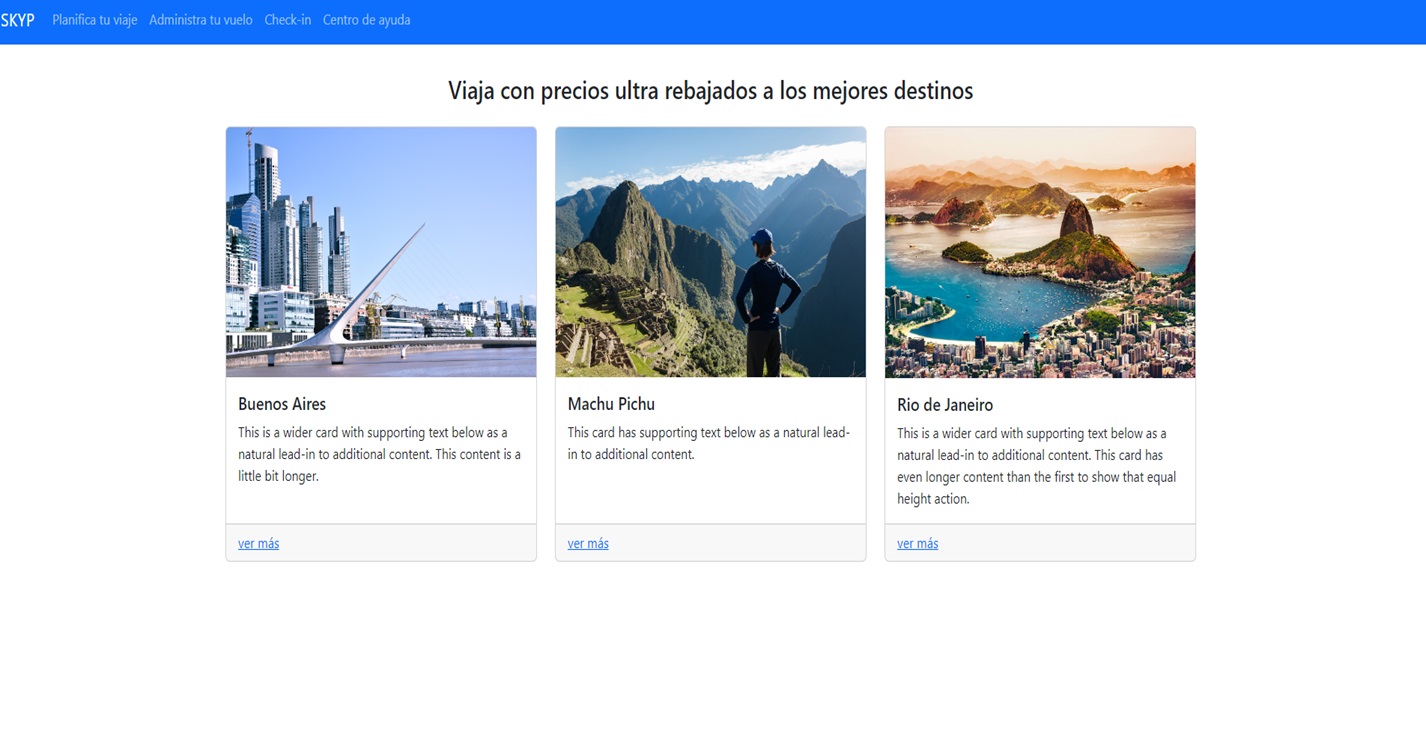 SKYP Planifica tu viaje Administra tu vuelo Check-in Centro de ayuda
Viaja con precios ultra rebajados a los mejores destinos
Buenos Aires
This is a wider card with supporting text below as a
natural lead-in to additional content. This content is a
little bit longer.
ver más
Machu Pichu
This card has supporting text below as a natural lead-
in to additional content.
ver más
Rio de Janeiro
This is a wider card with supporting text below as a
natural lead-in to additional content. This card has
even longer content than the first to show that equal
height action.
ver más